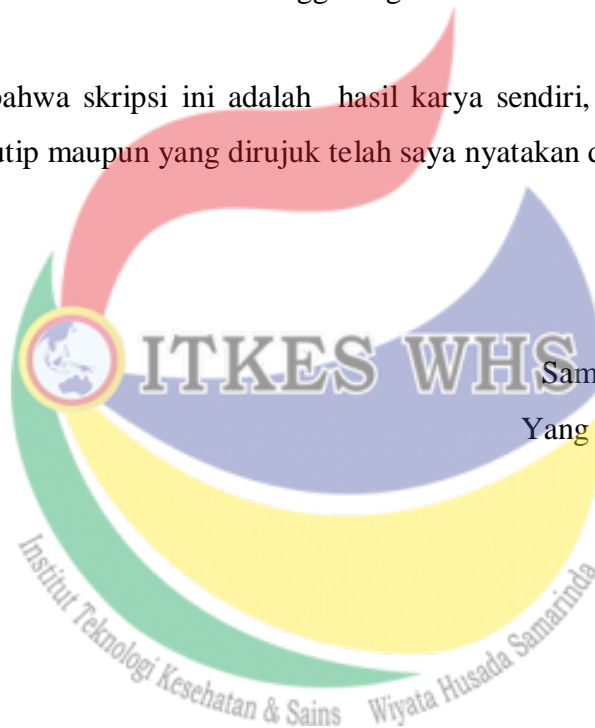 bahwa skripsi ini adalah hasil karya sendiri,
utip maupun yang dirujuk telah saya nyatakan
ITKES WHS
Sam
Yang
Institut Teknologi Kesehatan & Sains Wiyata Husada Samarinda